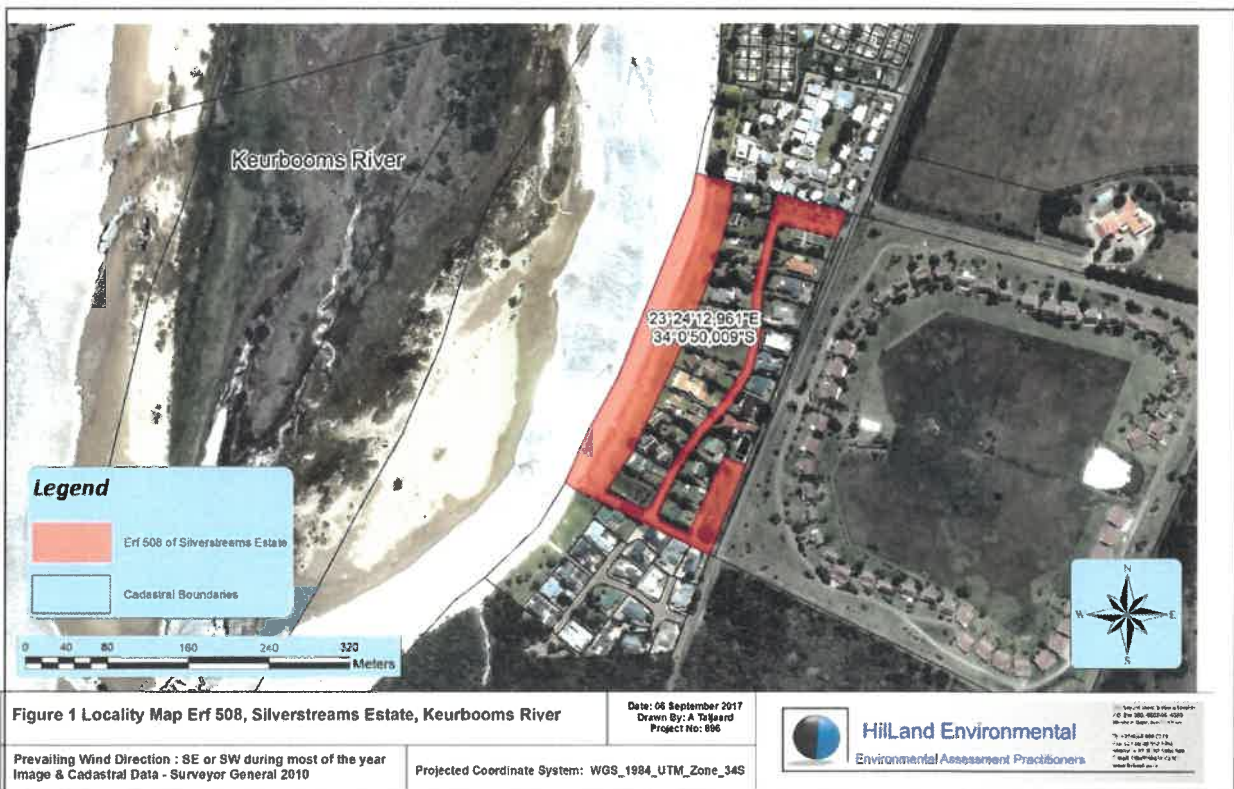 Keurbooms River
23°24'12,961"E
34°0'50,009"S
Legend
Erf 508 of Silverstreams Estate
Cadastral Boundaries
0 40 80 160 240 320
Meters
N
W E
S
Figure 1 Locality Map Erf 508, Silverstreams Estate, Keurbooms River
Date: 06 September 2017
Drawn By: A Taljaard
Project No: 896
Prevailing Wind Direction : SE or SW during most of the year
Image & Cadastral Data - Surveyor General 2010
Projected Coordinate System: WGS_1984_UTM_Zone_34S
HilLand Environmental
Environmental Assessment Practitioners